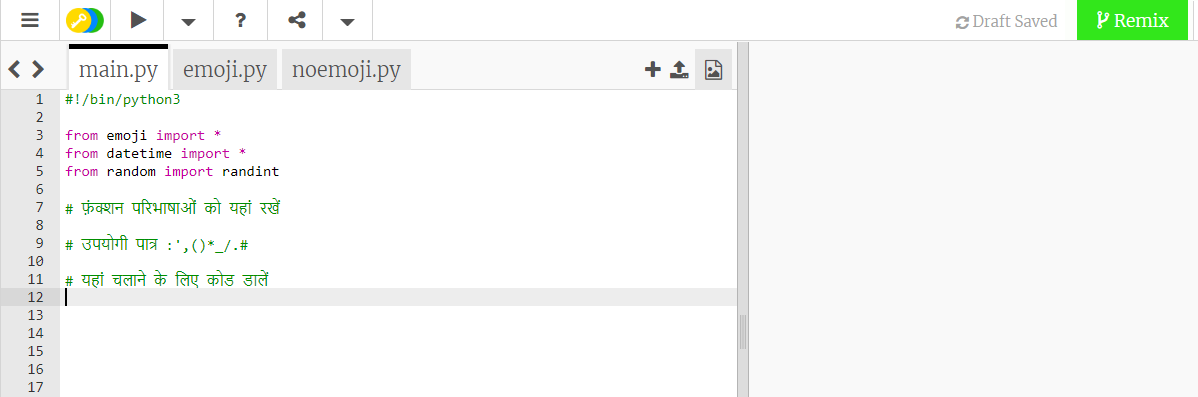 ? Draft Saved Remix
main.py emoji.py noemoji.py
1 #!/bin/python3
2
3 from emoji import *
4 from datetime import *
5 from random import randint
6
7 # फ़ंक्शन परिभाषाओं को यहां रखें
8
9 # उपयोगी पात्र :',()*_/.#
10
11 # यहां चलाने के लिए कोड डालें
12
13
14
15
16
17